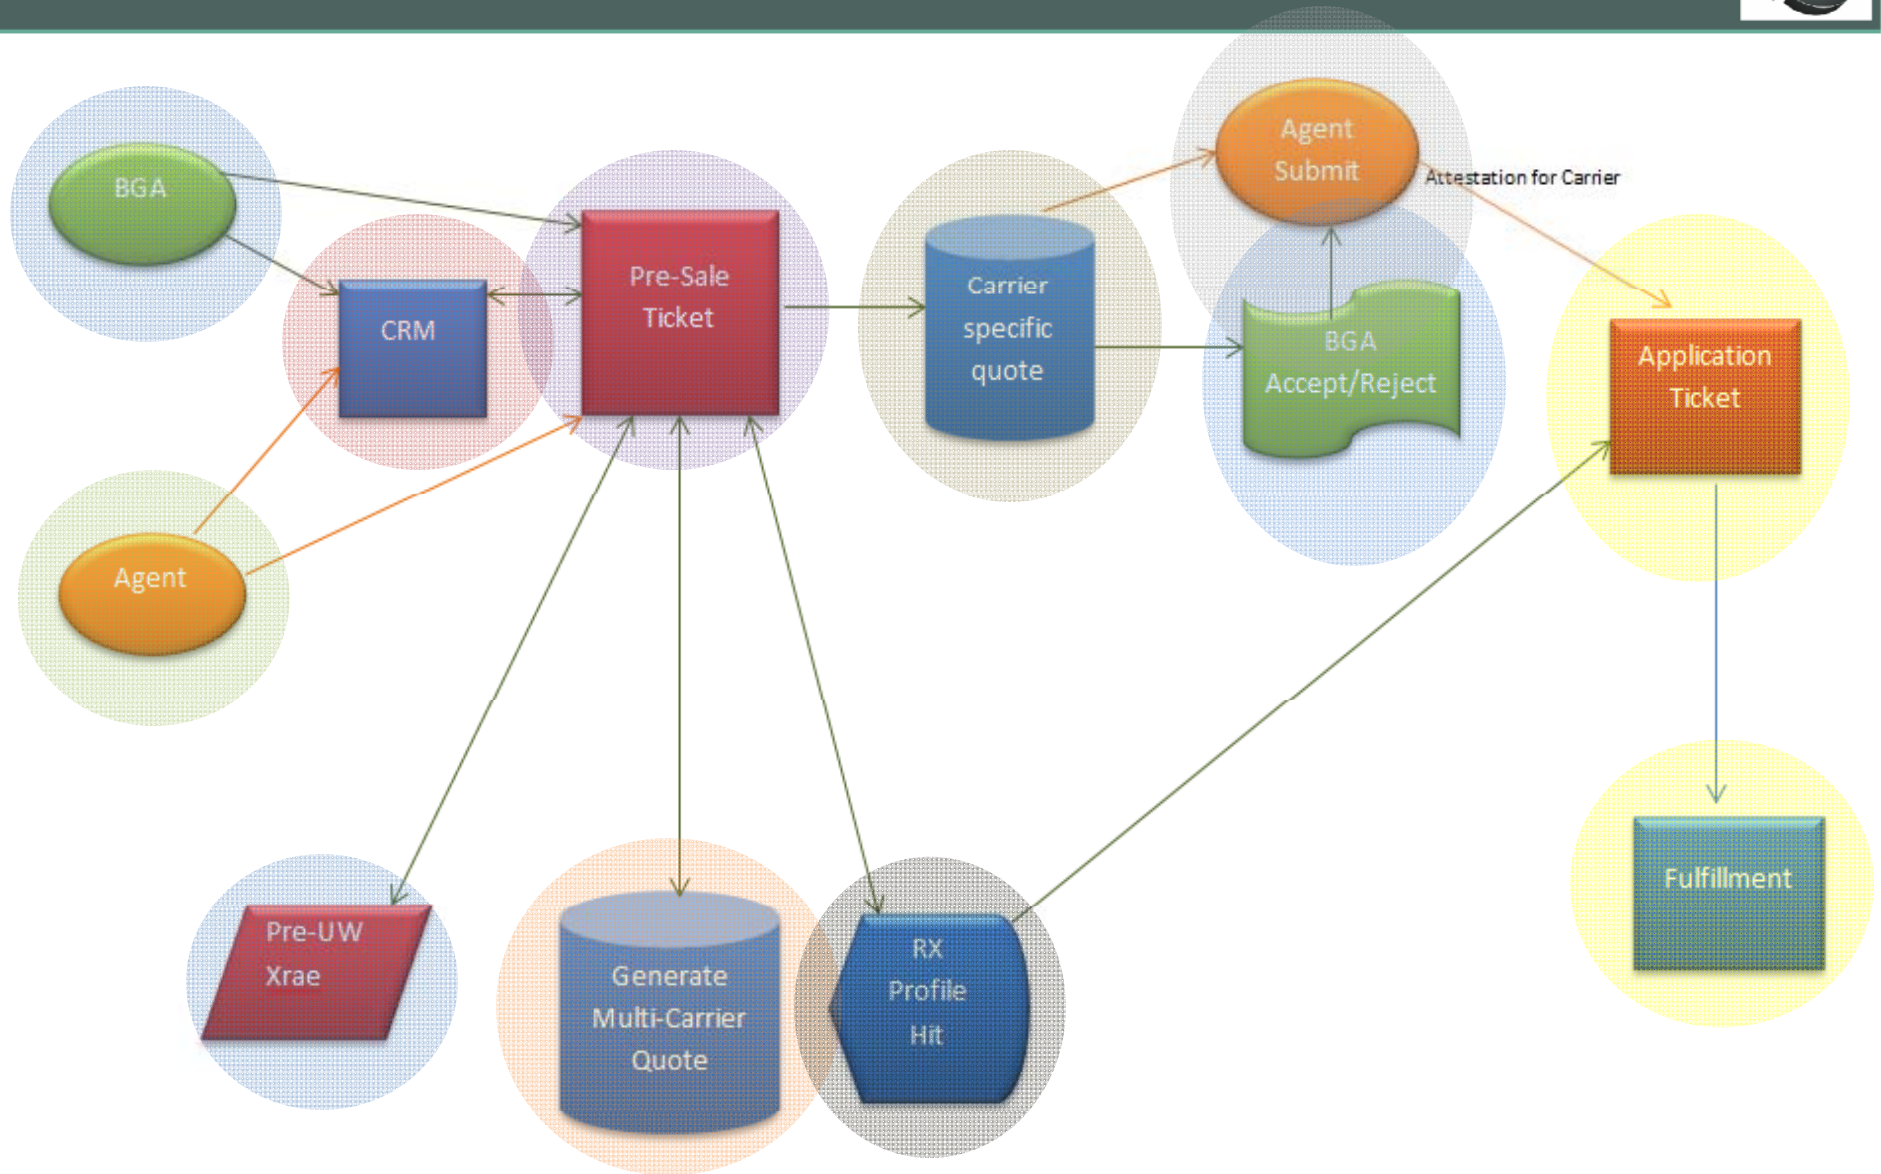 BGA
Agent
Submit
Attestation for Carrier
Pre-Sale
Ticket
CRM
Carrier
specific
quote
BGA
Accept/Reject
Application
Ticket
Agent
Pre-UW
Xrae
Generate
Multi-Carrier
Quote
RX
Profile
Hit
Fulfillment